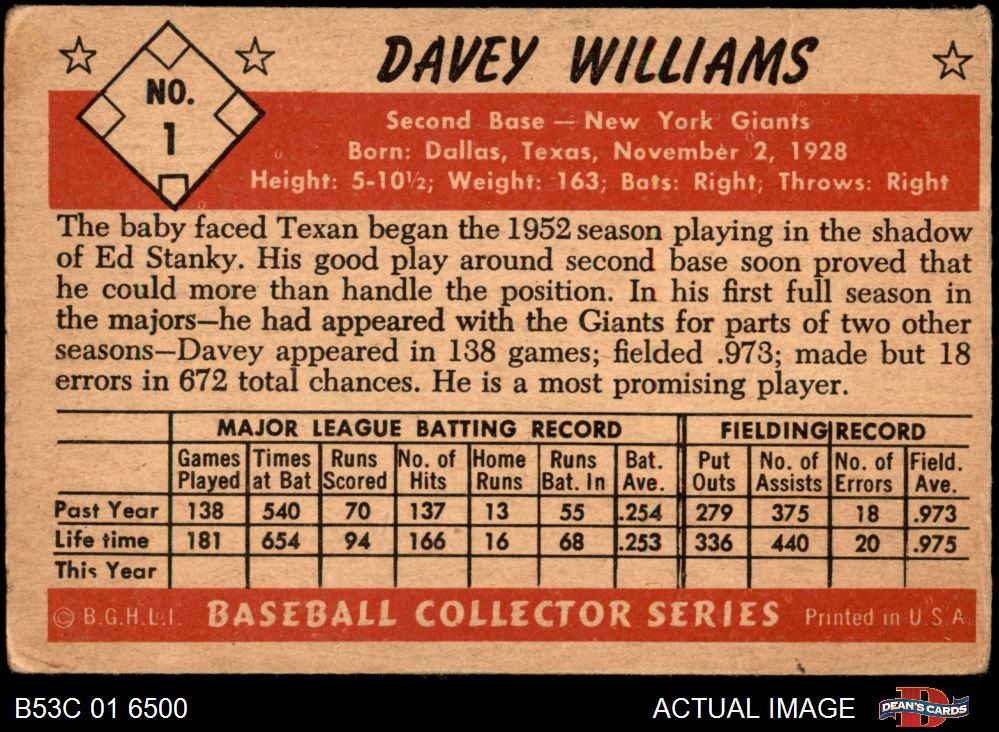 NO.
1
DAVEY WILLIAMS
Second Base — New York Giants
Born: Dallas, Texas, November 2, 1928
Height: 5-10½; Weight: 163; Bats: Right; Throws: Right
The baby faced Texan began the 1952 season playing in the shadow
of Ed Stanky. His good play around second base soon proved that
he could more than handle the position. In his first full season in
the majors—he had appeared with the Giants for parts of two other
seasons—Davey appeared in 138 games; fielded .973; made but 18
errors in 672 total chances. He is a most promising player.
MAJOR LEAGUE BATTING RECORD FIELDING RECORD
Games Times Runs No. of Home Runs Bat. Put No. of No. of Field.
Played at Bat Scored Hits Runs Bat. In Ave. Outs Assists Errors Ave.
Past Year 138 540 70 137 13 55 .254 279 375 18 .973
Life time 181 654 94 166 16 68 .253 336 440 20 .975
This Year
© B.G.H.L.I. BASEBALL COLLECTOR SERIES Printed in U.S.A.
B53C 01 6500 ACTUAL IMAGE DEAN'S CARDS